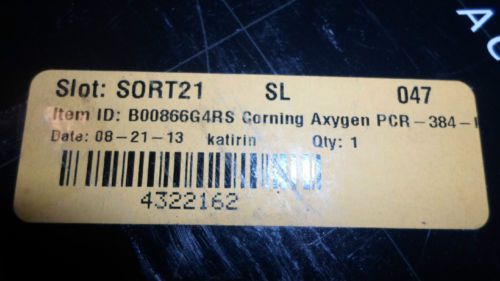 Slot: SORT21 SL 047
Item ID: B00866G4RS Corning Axygen PCR-384-
Date: 08-21-13 katirin Qty: 1
4322162